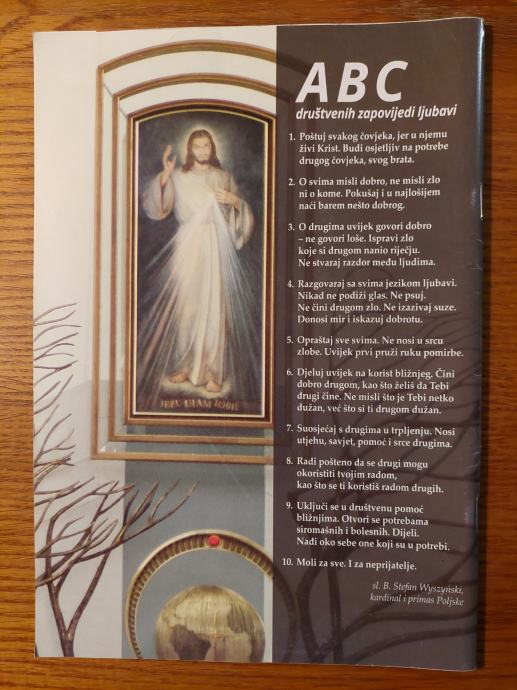 ABC
društvenih zapovijedi ljubavi
1. Poštuj svakog čovjeka, jer u njemu
živi Krist. Budi osjetljiv na potrebe
drugog čovjeka, svog brata.
2. O svima misli dobro, ne misli zlo
ni o kome. Pokušaj i u najlošijem
naći barem nešto dobrog.
3. O drugima uvijek govori dobro
– ne govori loše. Ispravi zlo
koje si drugom nanio riječju.
Ne stvaraj razdor među ljudima.
4. Razgovaraj sa svima jezikom ljubavi.
Nikad ne podiži glas. Ne psuj.
Ne čini drugom zlo. Ne izazivaj suze.
Donosi mir i iskazuj dobrotu.
5. Opraštaj sve svima. Ne nosi u srcu
zlobe. Uvijek prvi pruži ruku pomirbe.
6. Djeluj uvijek na korist bližnjeg. Čini
dobro drugom, kao što želiš da Tebi
drugi čine. Ne misli što je Tebi netko
dužan, već što si ti drugom dužan.
7. Suosjećaj s drugima u trpljenju. Nosi
utjehu, savjet, pomoć i srce drugima.
8. Radi pošteno da se drugi mogu
okoristiti tvojim radom,
kao što se ti koristiš radom drugih.
9. Uključi se u društvenu pomoć
bližnjima. Otvori se potrebama
siromašnih i bolesnih. Dijeli.
Nađi oko sebe one koji su u potrebi.
10. Moli za sve. I za neprijatelje.
sl. B. Stefan Wyszyński,
kardinal i primas Poljske
JEZU UFAM TOBIE